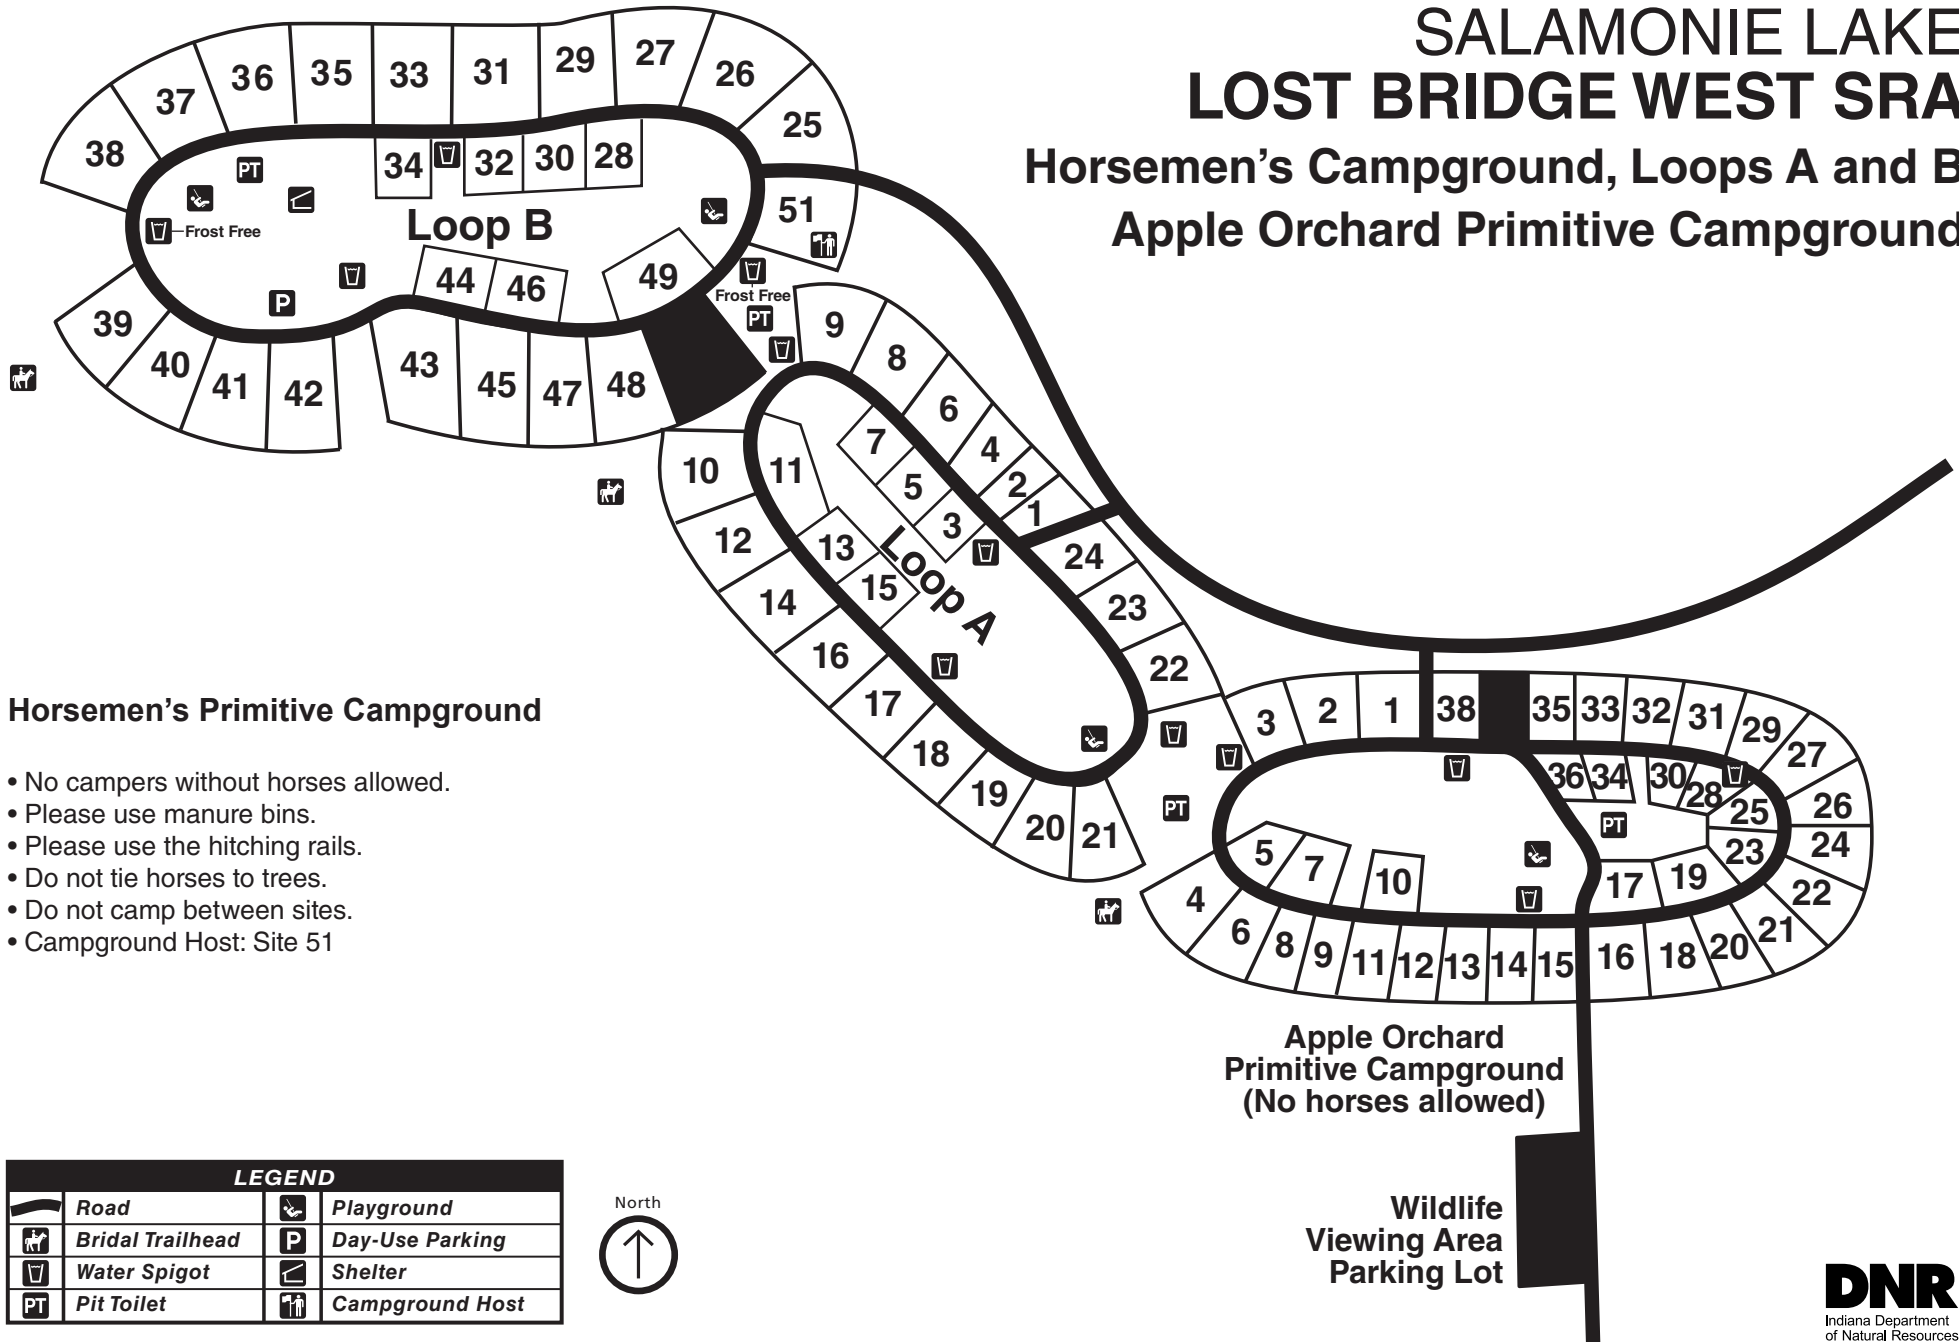 SALAMONIE LAKE
LOST BRIDGE WEST SRA
Horsemen's Campground, Loops A and B
Apple Orchard Primitive Campground
38
37
36
35
33
31
29
27
26
25
51
34
32
30
28
PT
Frost Free
Loop B
P
44
46
49
Frost Free
PT
39
40
41
42
43
45
47
48
9
8
6
4
2
1
7
5
3
10
11
12
13
14
15
Loop A
24
23
22
16
17
18
19
20
21
PT
3
2
1
38
35
33
32
31
29
27
26
24
22
21
20
18
16
36
34
30
28
25
23
19
17
PT
5
7
10
4
6
8
9
11
12
13
14
15
Horsemen's Primitive Campground
• No campers without horses allowed.
• Please use manure bins.
• Please use the hitching rails.
• Do not tie horses to trees.
• Do not camp between sites.
• Campground Host: Site 51
Apple Orchard
Primitive Campground
(No horses allowed)
Wildlife
Viewing Area
Parking Lot
LEGEND
Road
Playground
Bridal Trailhead
P Day-Use Parking
Water Spigot
Shelter
PT Pit Toilet
Campground Host
North
DNR
Indiana Department
of Natural Resources